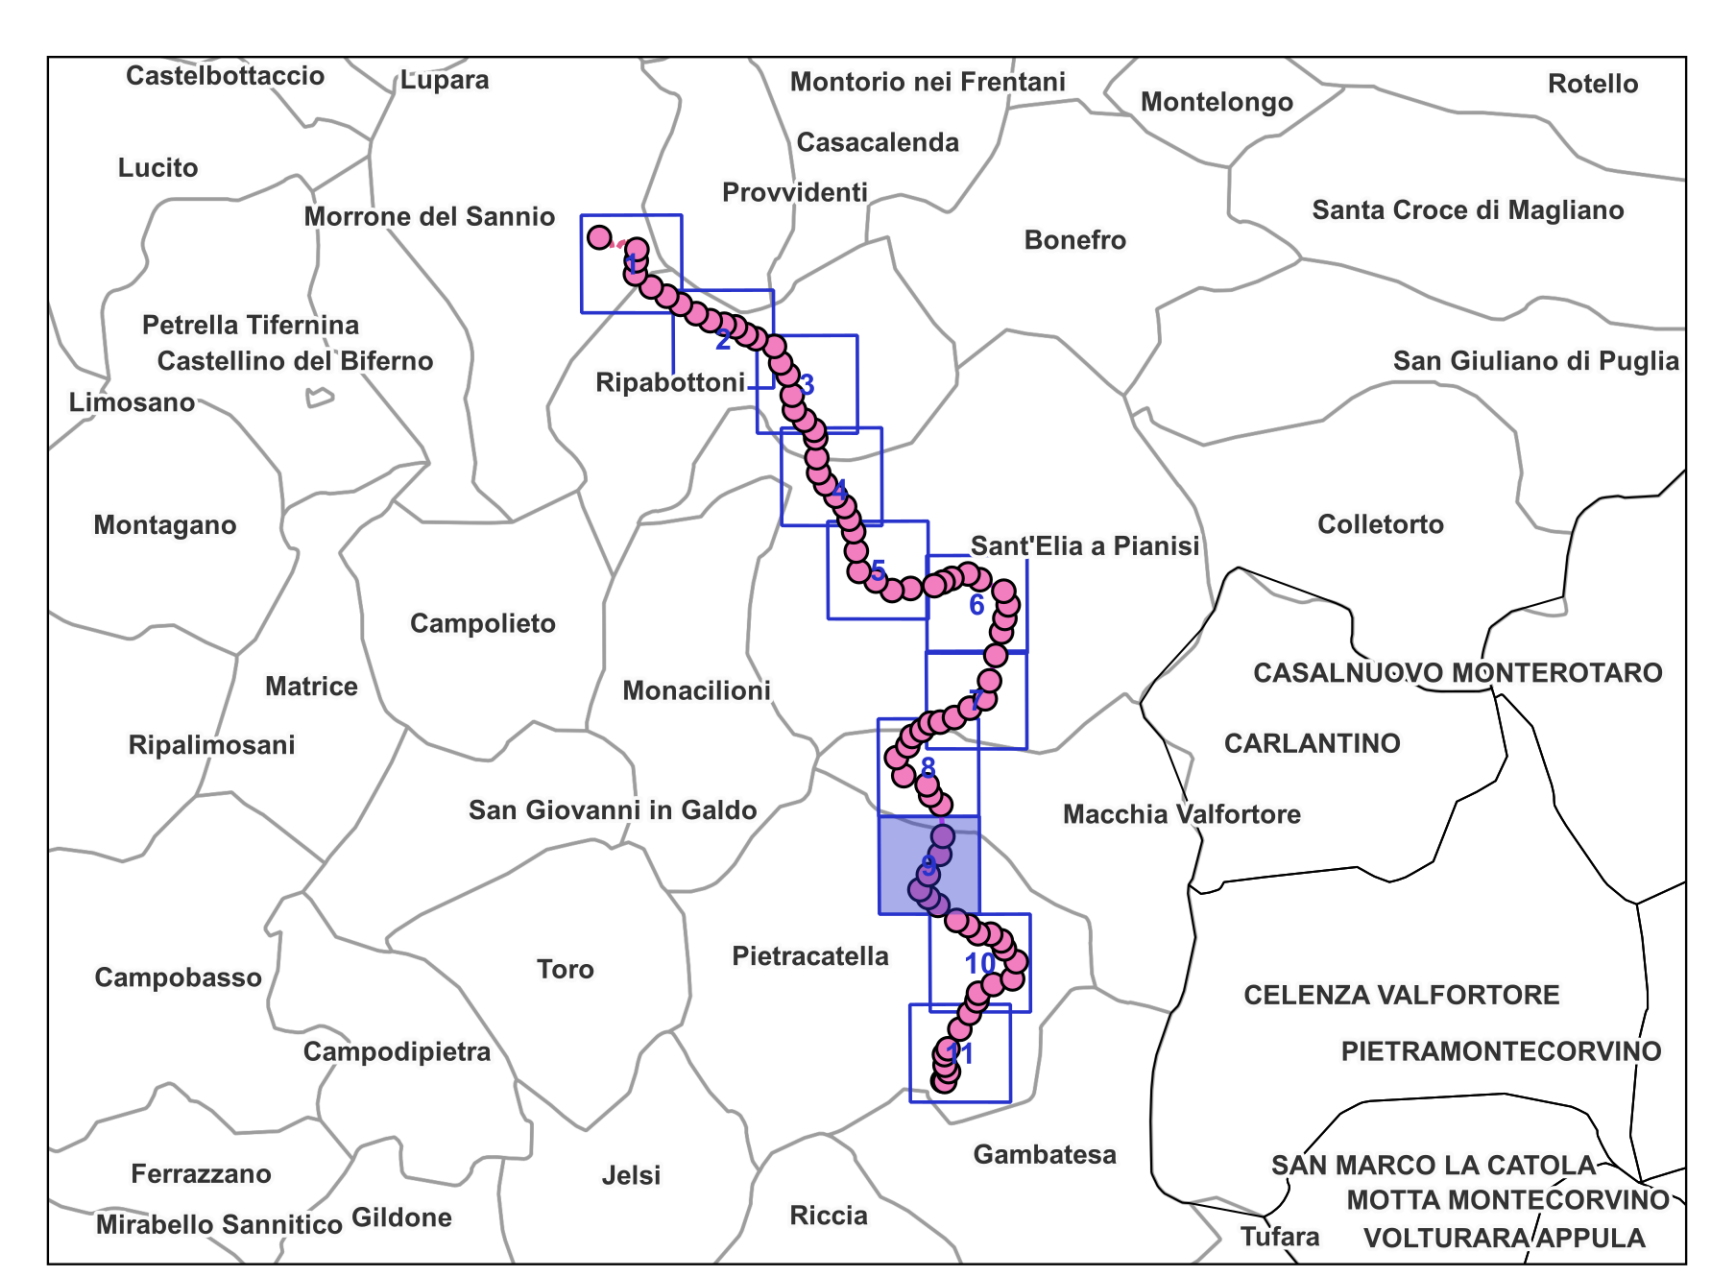 Castelbottaccio
Lupara
Montorio nei Frentani
Rotello
Montelongo
Casacalenda
Lucito
Provvidenti
Morrone del Sannio
Santa Croce di Magliano
Bonefro
1
Petrella Tifernina
2
Castellino del Biferno
San Giuliano di Puglia
Ripabottoni
3
Limosano
4
Montagano
Colletorto
Sant'Elia a Pianisi
5
6
Campolieto
CASALNUOVO MONTEROTARO
Matrice
Monacilioni
7
Ripalimosani
CARLANTINO
8
San Giovanni in Galdo
Macchia Valfortore
9
Pietracatella
10
Toro
Campobasso
CELENZA VALFORTORE
Campodipietra
11
PIETRAMONTECORVINO
Gambatesa
SAN MARCO LA CATOLA
Ferrazzano
Jelsi
MOTTA MONTECORVINO
Mirabello Sannitico
Gildone
Riccia
Tufara
VOLTURARA APPULA